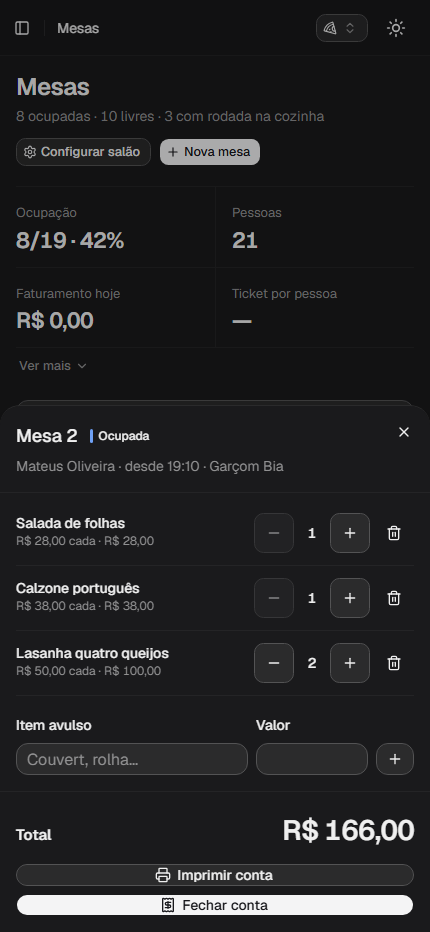 Mesas
Mesas
8 ocupadas · 10 livres · 3 com rodada na cozinha
Configurar salão
Nova mesa
Ocupação
8/19 · 42%
Pessoas
21
Faturamento hoje
R$ 0,00
Ticket por pessoa
—
Ver mais
Mesa 2
Ocupada
Mateus Oliveira · desde 19:10 · Garçom Bia
Salada de folhas
R$ 28,00 cada · R$ 28,00
1
Calzone português
R$ 38,00 cada · R$ 38,00
1
Lasanha quatro queijos
R$ 50,00 cada · R$ 100,00
2
Item avulso
Valor
Couvert, rolha...
Total
R$ 166,00
Imprimir conta
Fechar conta